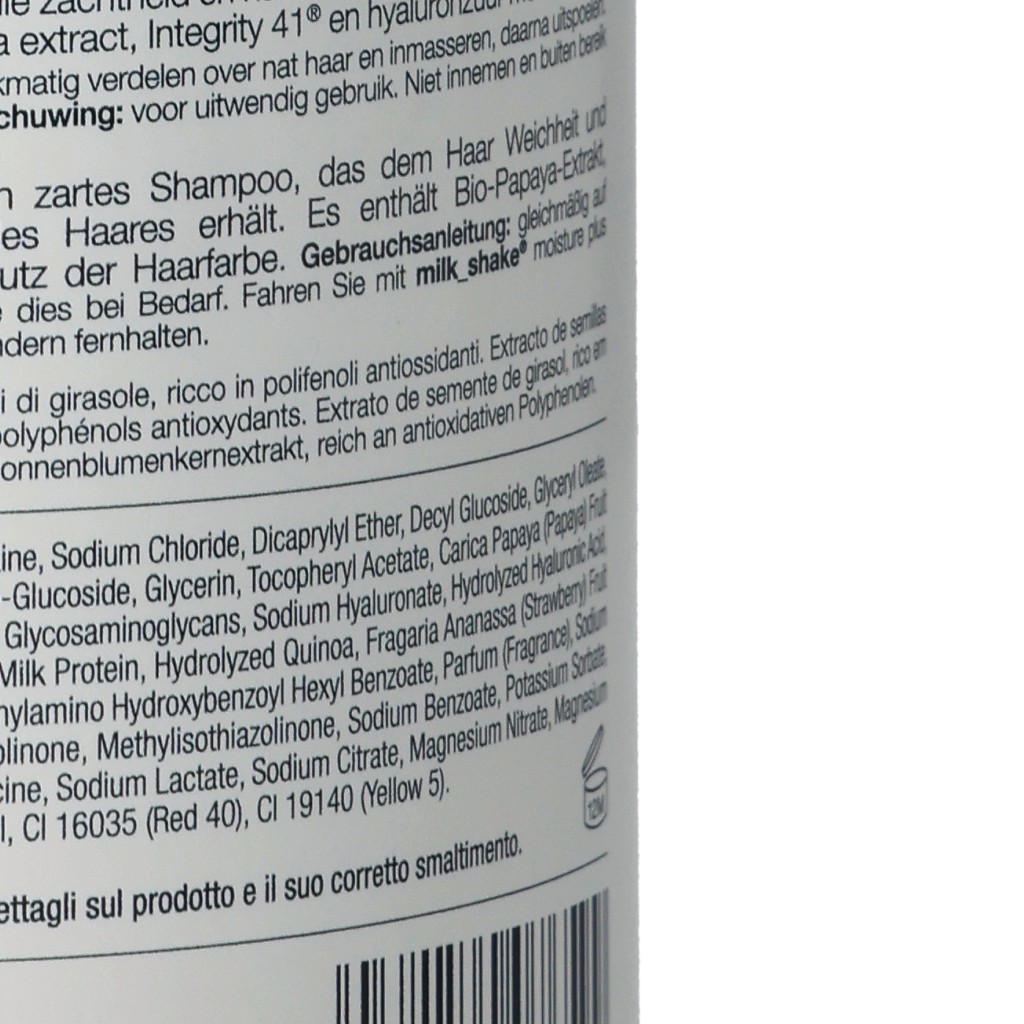 a extract, Integrity 41® en
kmatig verdelen over nat haar en inmasseren, daarna uitspoelen.
chuwing: voor uitwendig gebruik. Niet innemen en buiten bereik
n zartes Shampoo, das dem Haar Weichheit und
es Haares erhält. Es enthält Bio-Papaya-Extrakt,
utz der Haarfarbe. Gebrauchsanleitung: gleichmäßig auf
dies bei Bedarf. Fahren Sie mit milk_shake® moisture plus
ndern fernhalten.
i di girasole, ricco in polifenoli antiossidanti. Extracto de semillas
polyphénols antioxydants. Extrato de semente de girasol, rico em
onnenblumenkernextrakt, reich an antioxidativen Polyphenolen.
ine, Sodium Chloride, Dicaprylyl Ether, Decyl Glucoside, Glyceryl Oleate,
-Glucoside, Glycerin, Tocopheryl Acetate, Carica Papaya (Papaya) Fruit
Glycosaminoglycans, Sodium Hyaluronate, Hydrolyzed Hyaluronic Acid,
Milk Protein, Hydrolyzed Quinoa, Fragaria Ananassa (Strawberry) Fruit
hylamino Hydroxybenzoyl Hexyl Benzoate, Parfum (Fragrance), Sodium
olinone, Methylisothiazolinone, Sodium Benzoate, Potassium Sorbate,
cine, Sodium Lactate, Sodium Citrate, Magnesium Nitrate, Magnesium
l, CI 16035 (Red 40), CI 19140 (Yellow 5).
12M
ettagli sul prodotto e il suo corretto smaltimento.